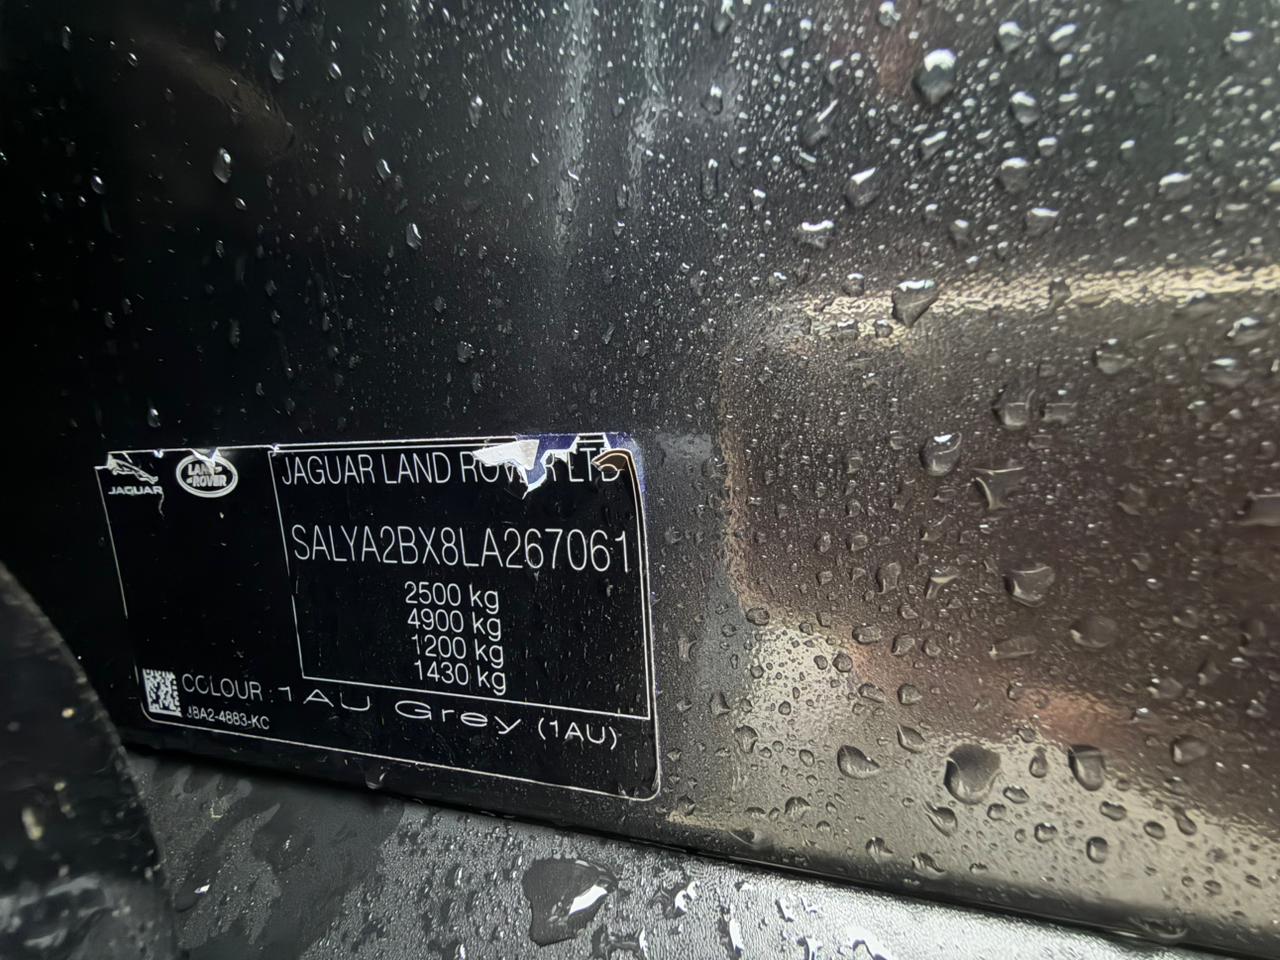 JAGUAR
LAND-
ROVER
JAGUAR LAND ROVER LTD
SALYA2BX8LA267061
2500 kg
4900 kg
1200 kg
1430 kg
COLOUR : 1AU Grey (1AU)
JBA2-4883-KC